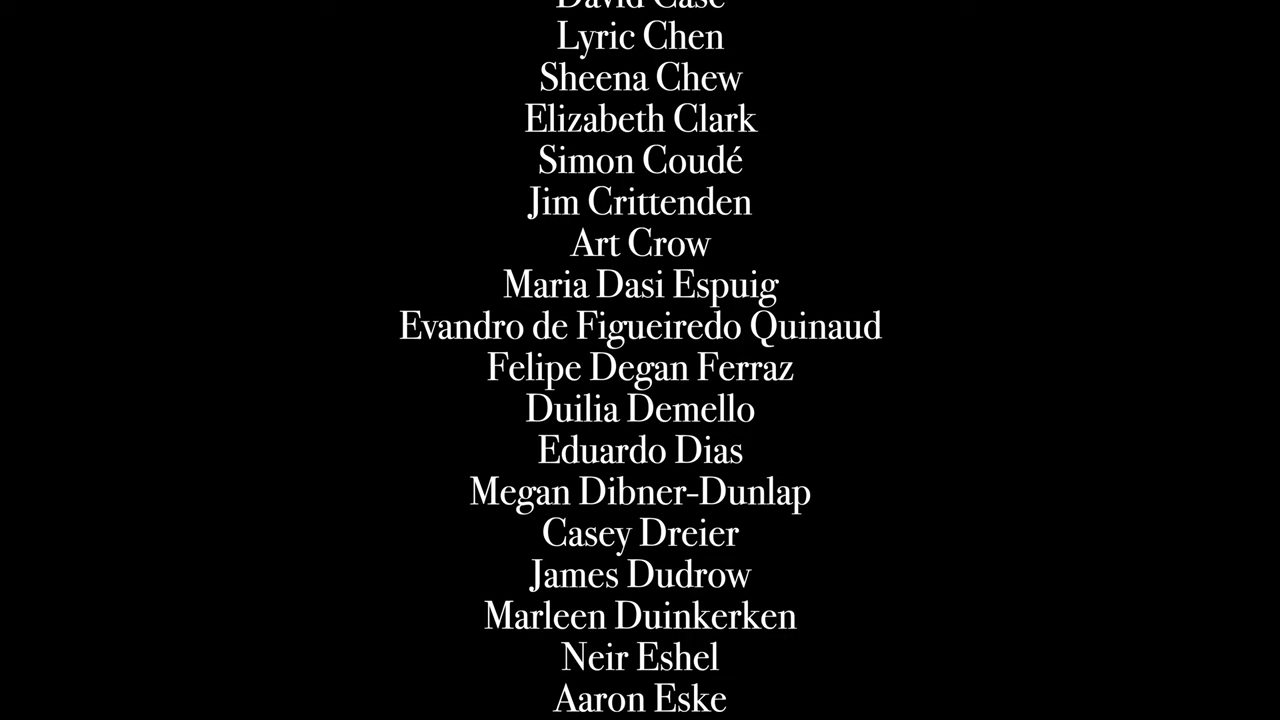 David Case
Lyric Chen
Sheena Chew
Elizabeth Clark
Simon Coudé
Jim Crittenden
Art Crow
Maria Dasi Espuig
Evandro de Figueiredo Quinaud
Felipe Degan Ferraz
Duilia Demello
Eduardo Dias
Megan Dibner-Dunlap
Casey Dreier
James Dudrow
Marleen Duinkerken
Neir Eshel
Aaron Eske